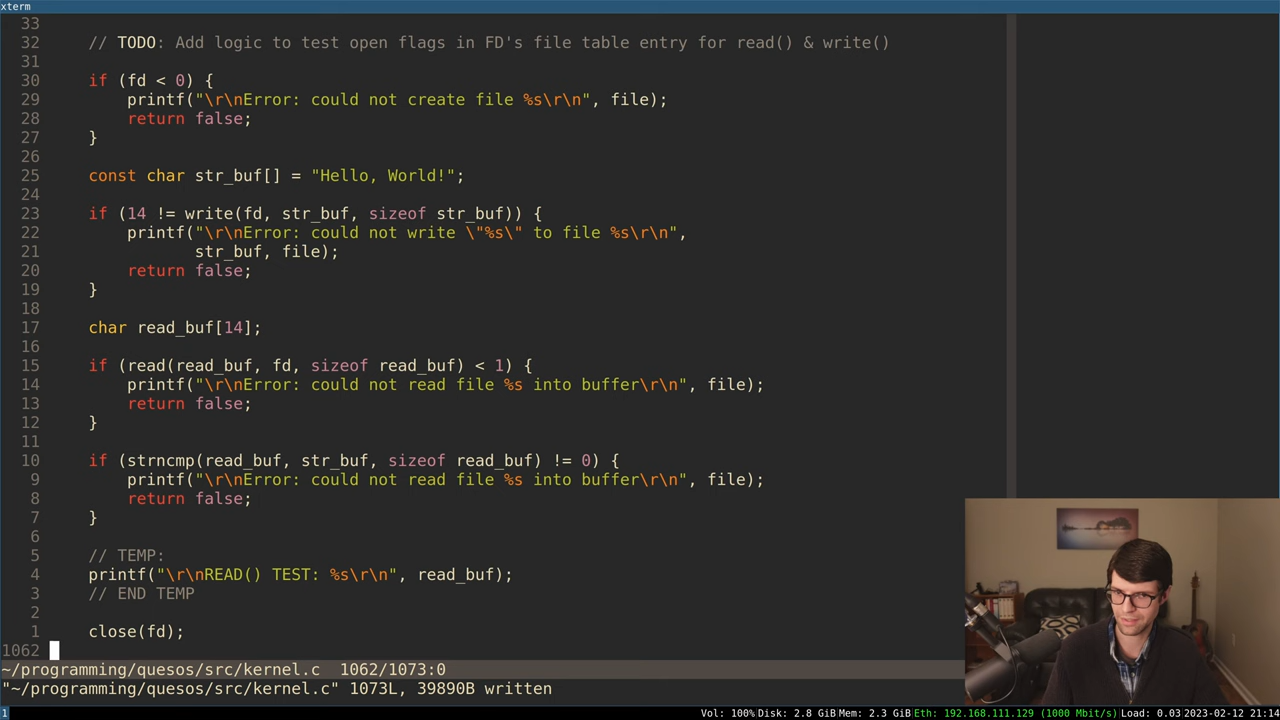 xterm
33
32 // TODO: Add logic to test open flags in FD's file table entry for read() & write()
31
30 if (fd < 0) {
29 printf("\r\nError: could not create file %s\r\n", file);
28 return false;
27 }
26
25 const char str_buf[] = "Hello, World!";
24
23 if (14 != write(fd, str_buf, sizeof str_buf)) {
22 printf("\r\nError: could not write \"%s\" to file %s\r\n",
21 str_buf, file);
20 return false;
19 }
18
17 char read_buf[14];
16
15 if (read(read_buf, fd, sizeof read_buf) < 1) {
14 printf("\r\nError: could not read file %s into buffer\r\n", file);
13 return false;
12 }
11
10 if (strncmp(read_buf, str_buf, sizeof read_buf) != 0) {
9 printf("\r\nError: could not read file %s into buffer\r\n", file);
8 return false;
7 }
6
5 // TEMP:
4 printf("\r\nREAD() TEST: %s\r\n", read_buf);
3 // END TEMP
2
1 close(fd);
1062
~/programming/quesos/src/kernel.c 1062/1073:0
"~/programming/quesos/src/kernel.c" 1073L, 39890B written
1 Vol: 100% Disk: 2.8 GiB Mem: 2.3 GiB Eth: 192.168.111.129 (1000 Mbit/s) Load: 0.03 2023-02-12 21:14